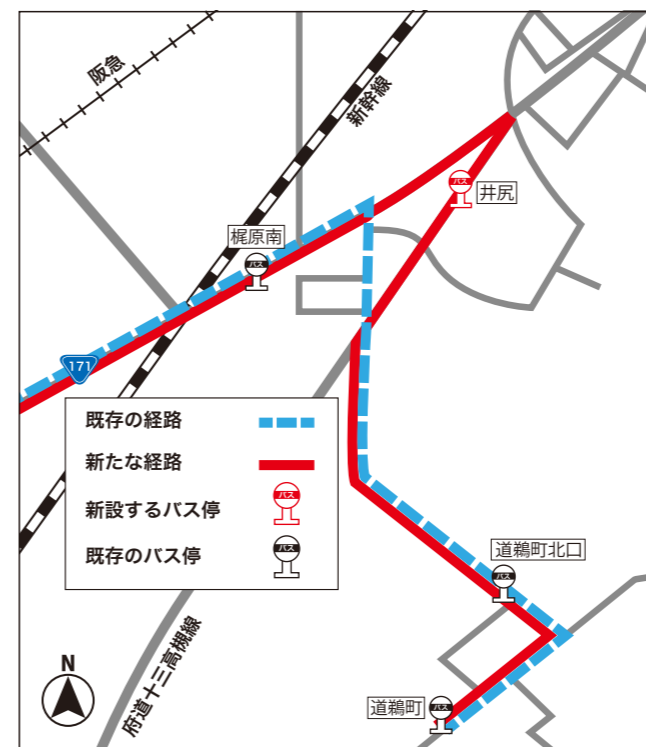 阪急
新幹線
バス
井尻
梶原南
バス
171
既存の経路
新たな経路
新設するバス停
バス
既存のバス停
バス
道鵜町北口
バス
府道十三高槻線
N
道鵜町
バス